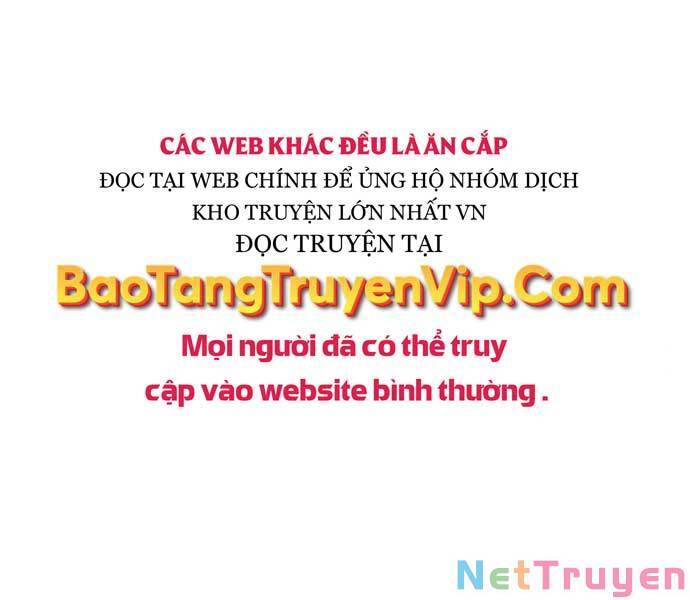 CÁC WEB KHÁC ĐỀU LÀ ĂN CẮP
ĐỌC TẠI WEB CHÍNH ĐỂ ỦNG HỘ NHÓM DỊCH
KHO TRUYỆN LỚN NHẤT VN
ĐỌC TRUYỆN TẠI
BaoTangTruyenVip.Com
Mọi người đã có thể truy
cập vào website bình thường.
NetTruyen